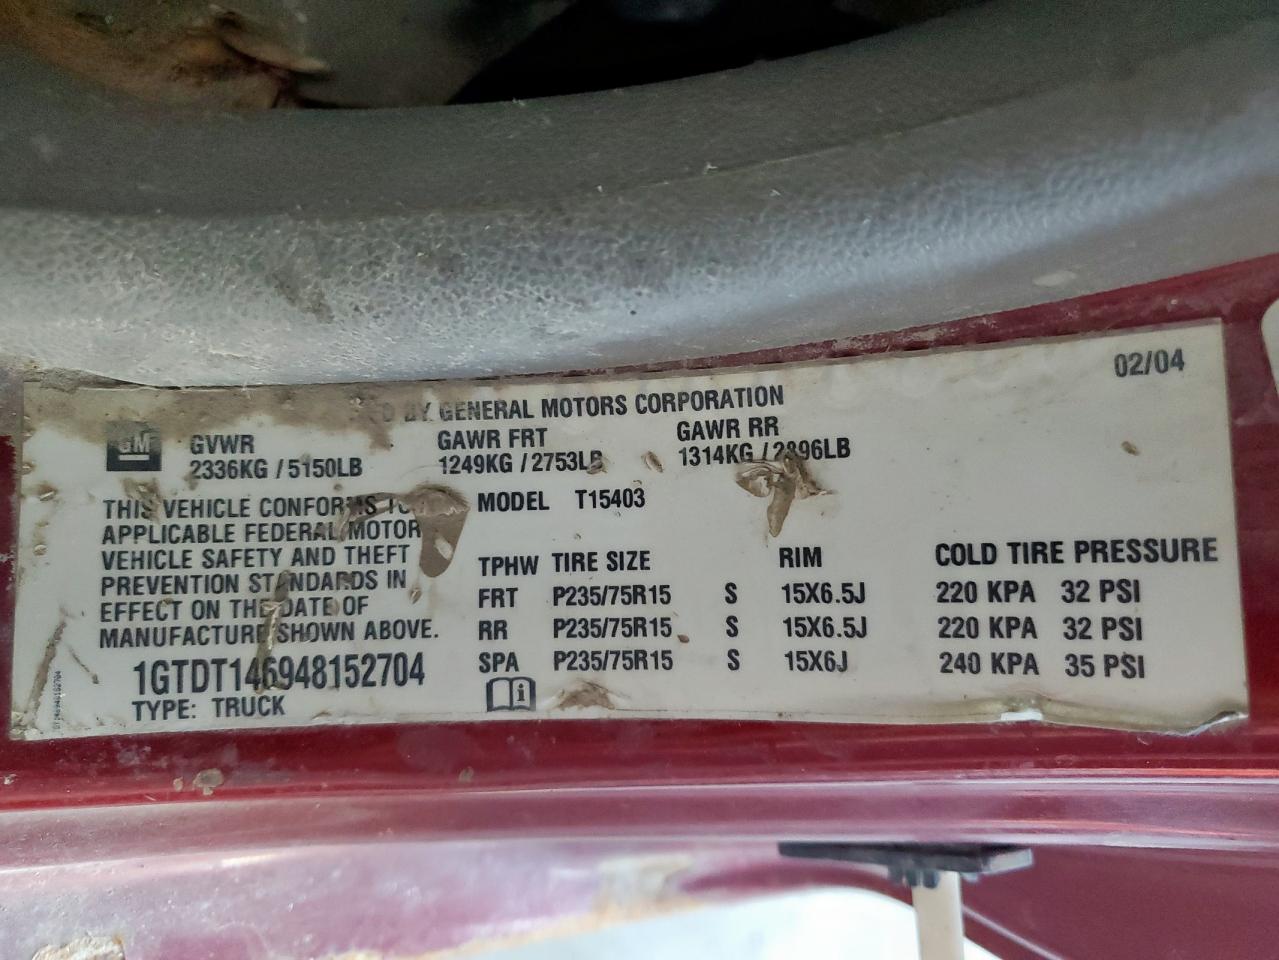 02/04
BY GENERAL MOTORS CORPORATION
GM
GVWR GAWR FRT GAWR RR
2336KG / 5150LB 1249KG / 2753LB 1314KG / 2896LB
THIS VEHICLE CONFORMS TO MODEL T15403
APPLICABLE FEDERAL MOTOR
VEHICLE SAFETY AND THEFT
PREVENTION STANDARDS IN
EFFECT ON THE DATE OF
MANUFACTURE SHOWN ABOVE.
TPHW TIRE SIZE RIM COLD TIRE PRESSURE
FRT P235/75R15 S 15X6.5J 220 KPA 32 PSI
RR P235/75R15 S 15X6.5J 220 KPA 32 PSI
SPA P235/75R15 S 15X6J 240 KPA 35 PSI
1GTDT146948152704
TYPE: TRUCK